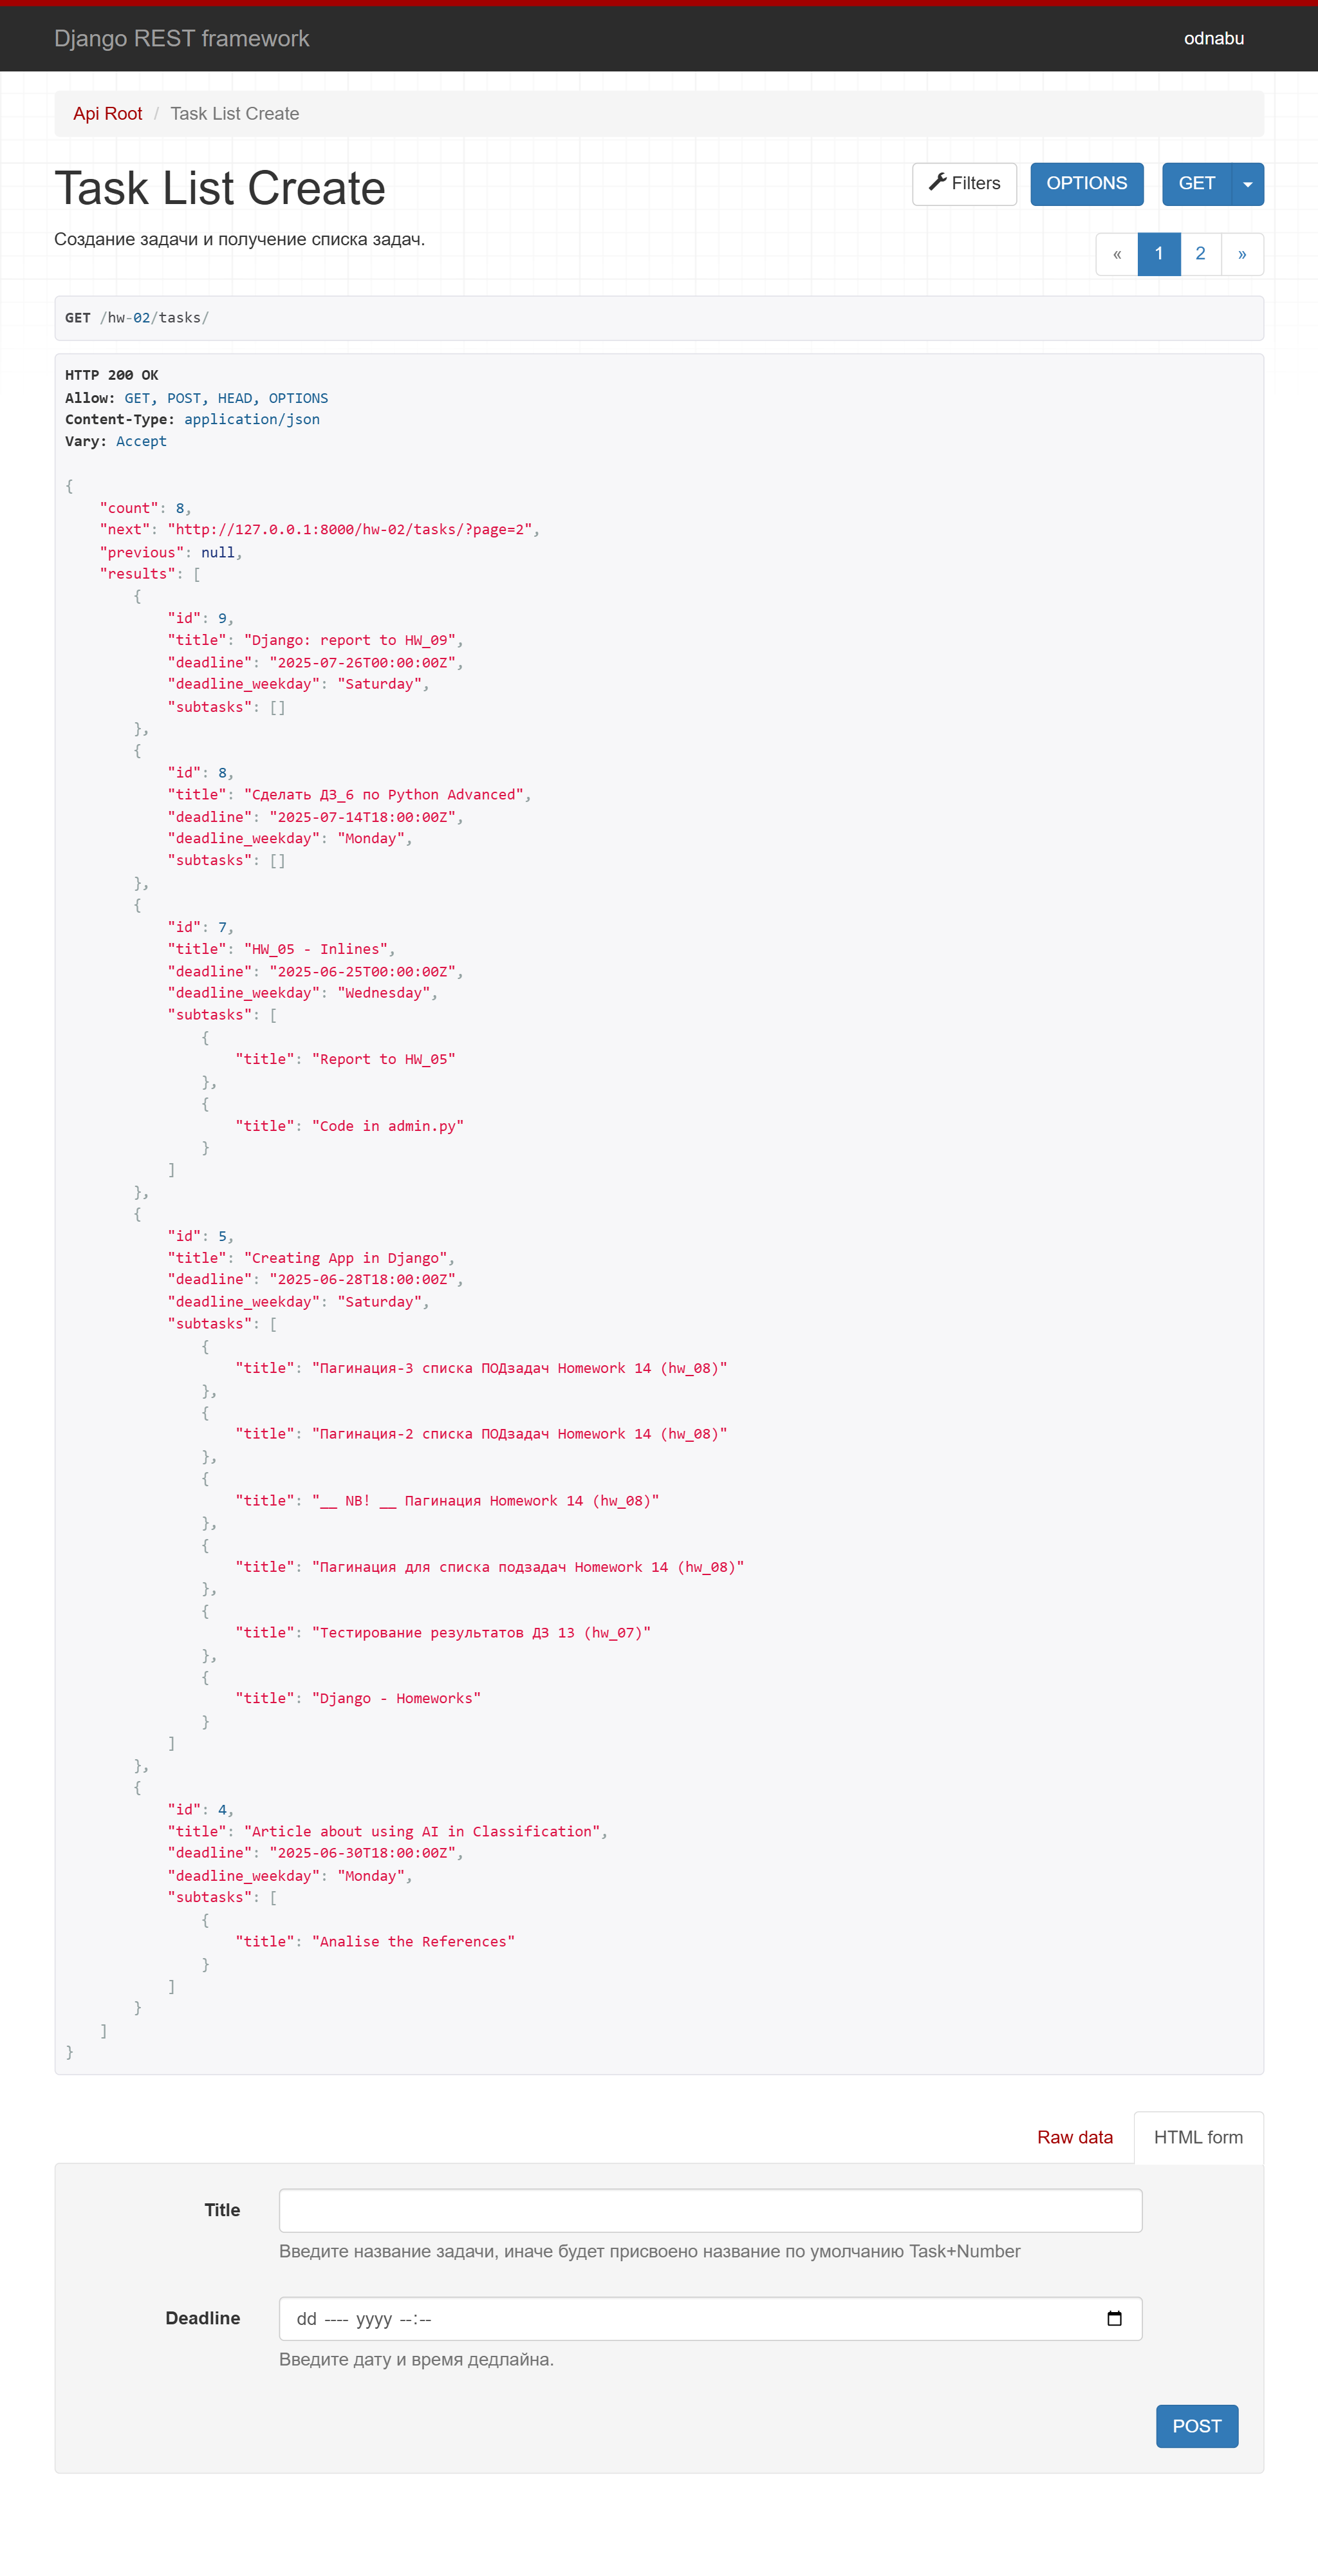 Django REST framework
odnabu
Api Root / Task List Create
Task List Create
Filters
OPTIONS
GET
Создание задачи и получение списка задач.
« 1 2 »
GET /hw-02/tasks/
HTTP 200 OK
Allow: GET, POST, HEAD, OPTIONS
Content-Type: application/json
Vary: Accept
{
    "count": 8,
    "next": "http://127.0.0.1:8000/hw-02/tasks/?page=2",
    "previous": null,
    "results": [
        {
            "id": 9,
            "title": "Django: report to HW_09",
            "deadline": "2025-07-26T00:00:00Z",
            "deadline_weekday": "Saturday",
            "subtasks": []
        },
        {
            "id": 8,
            "title": "Сделать ДЗ_6 по Python Advanced",
            "deadline": "2025-07-14T18:00:00Z",
            "deadline_weekday": "Monday",
            "subtasks": []
        },
        {
            "id": 7,
            "title": "HW_05 - Inlines",
            "deadline": "2025-06-25T00:00:00Z",
            "deadline_weekday": "Wednesday",
            "subtasks": [
                {
                    "title": "Report to HW_05"
                },
                {
                    "title": "Code in admin.py"
                }
            ]
        },
        {
            "id": 5,
            "title": "Creating App in Django",
            "deadline": "2025-06-28T18:00:00Z",
            "deadline_weekday": "Saturday",
            "subtasks": [
                {
                    "title": "Пагинация-3 списка ПОДзадач Homework 14 (hw_08)"
                },
                {
                    "title": "Пагинация-2 списка ПОДзадач Homework 14 (hw_08)"
                },
                {
                    "title": "__ NB! __ Пагинация Homework 14 (hw_08)"
                },
                {
                    "title": "Пагинация для списка подзадач Homework 14 (hw_08)"
                },
                {
                    "title": "Тестирование результатов ДЗ 13 (hw_07)"
                },
                {
                    "title": "Django - Homeworks"
                }
            ]
        },
        {
            "id": 4,
            "title": "Article about using AI in Classification",
            "deadline": "2025-06-30T18:00:00Z",
            "deadline_weekday": "Monday",
            "subtasks": [
                {
                    "title": "Analise the References"
                }
            ]
        }
    ]
}
Raw data
HTML form
Title
Введите название задачи, иначе будет присвоено название по умолчанию Task+Number
Deadline
dd ---- yyyy --:--
Введите дату и время дедлайна.
POST